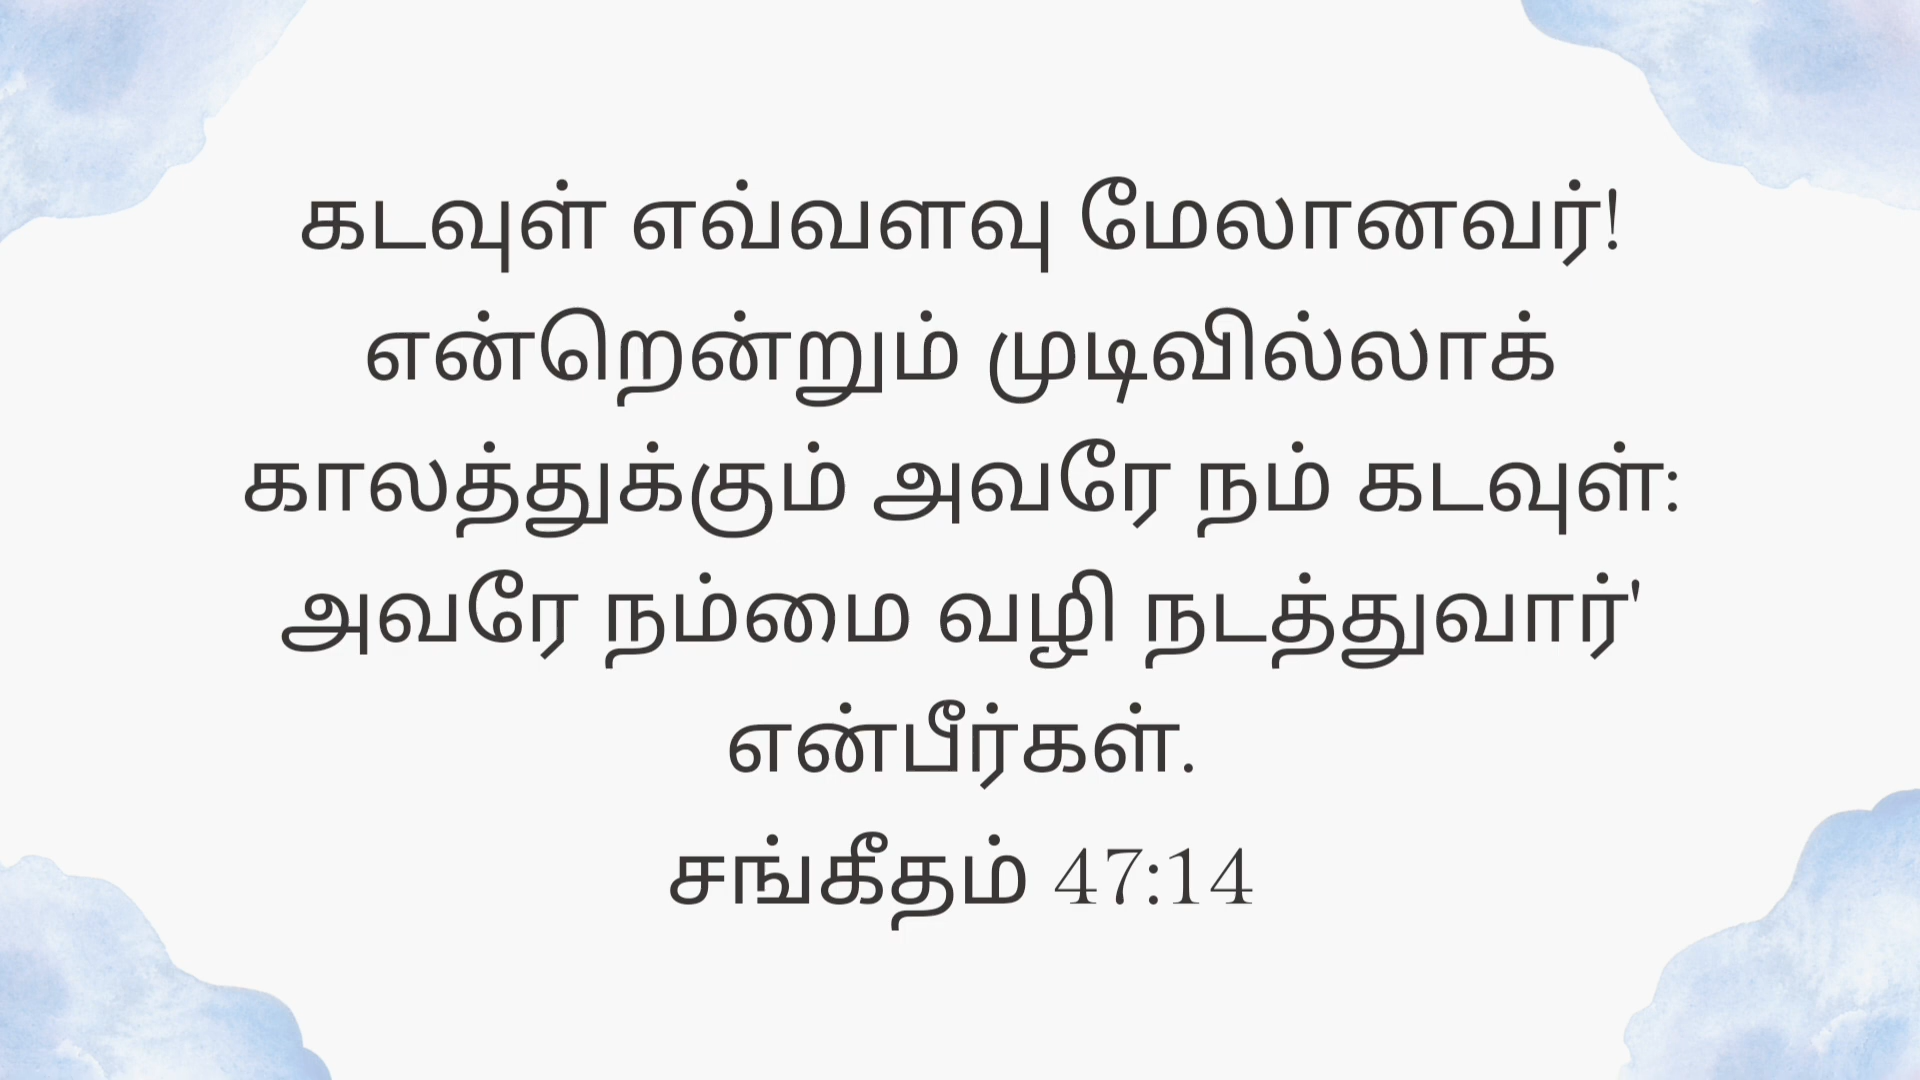 கடவுள் எவ்வளவு மேலானவர்!
என்றென்றும் முடிவில்லாக்
காலத்துக்கும் அவரே நம் கடவுள்:
அவரே நம்மை வழி நடத்துவார்'
என்பீர்கள்.
சங்கீதம் 47:14